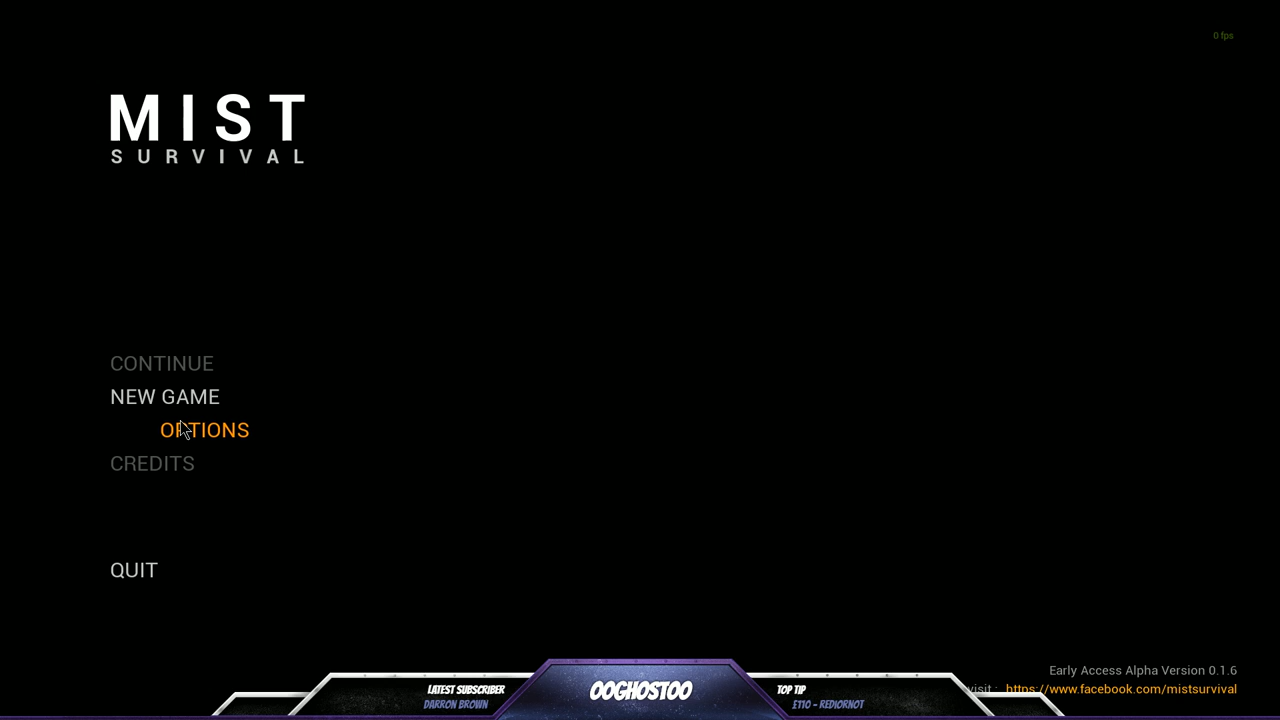 0 fps
MIST
SURVIVAL
CONTINUE
NEW GAME
OPTIONS
CREDITS
QUIT
Early Access Alpha Version 0.1.6
visit : https://www.facebook.com/mistsurvival
LATEST SUBSCRIBER
DARRON BROWN
OOGHOSTOO
TOP TIP
£110 - REDIORNOT